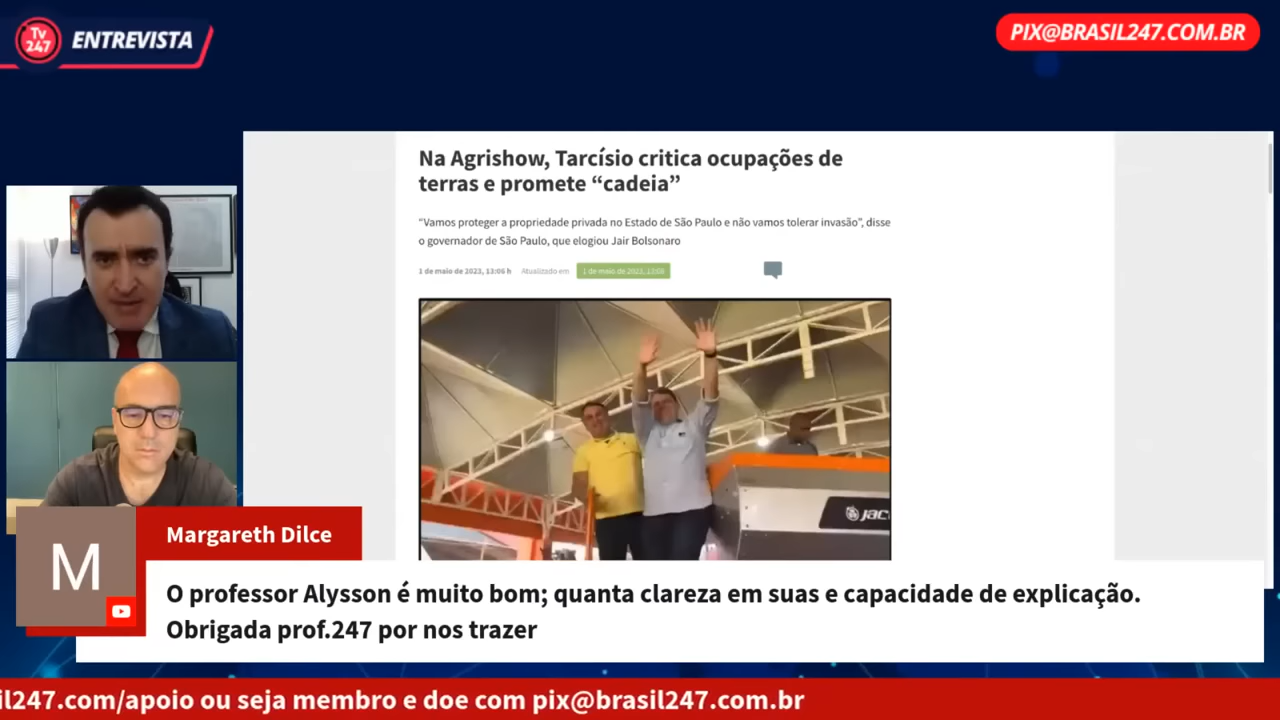 TV
247
ENTREVISTA
PIX@BRASIL247.COM.BR
Na Agrishow, Tarcísio critica ocupações de
terras e promete “cadeia”
“Vamos proteger a propriedade privada no Estado de São Paulo e não vamos tolerar invasão”, disse
o governador de São Paulo, que elogiou Jair Bolsonaro
1 de maio de 2023, 13:06 h Atualizado em 1 de maio de 2023, 13:08
jac
M
Margareth Dilce
O professor Alysson é muito bom; quanta clareza em suas e capacidade de explicação.
Obrigada prof.247 por nos trazer
il247.com/apoio ou seja membro e doe com pix@brasil247.com.br